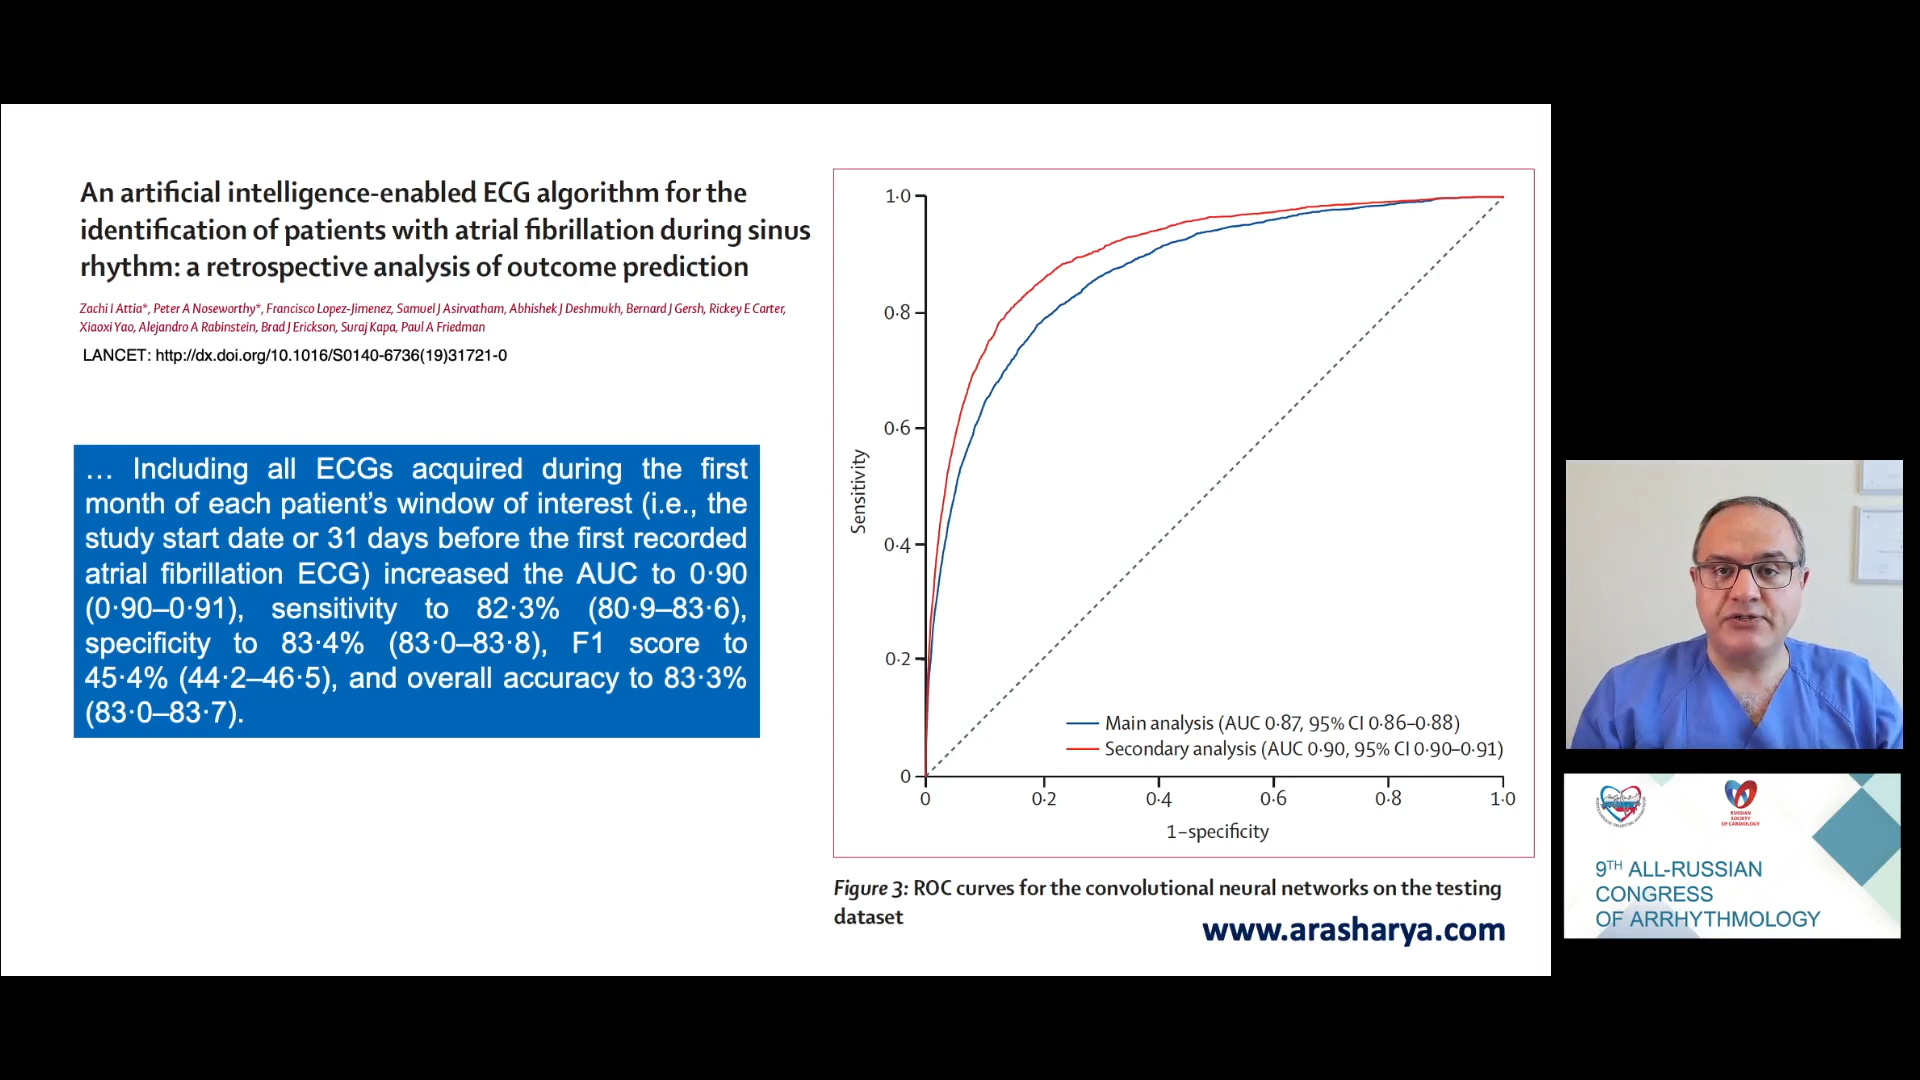 An artificial intelligence-enabled ECG algorithm for the
identification of patients with atrial fibrillation during sinus
rhythm: a retrospective analysis of outcome prediction
Zachi I Attia*, Peter A Noseworthy*, Francisco Lopez-Jimenez, Samuel J Asirvatham, Abhishek J Deshmukh, Bernard J Gersh, Rickey E Carter,
Xiaoxi Yao, Alejandro A Rabinstein, Brad J Erickson, Suraj Kapa, Paul A Friedman
LANCET: http://dx.doi.org/10.1016/S0140-6736(19)31721-0
… Including all ECGs acquired during the first
month of each patient’s window of interest (i.e., the
study start date or 31 days before the first recorded
atrial fibrillation ECG) increased the AUC to 0·90
(0·90–0·91), sensitivity to 82·3% (80·9–83·6),
specificity to 83·4% (83·0–83·8), F1 score to
45·4% (44·2–46·5), and overall accuracy to 83·3%
(83·0–83·7).
1·0
0·8
0·6
0·4
0·2
0
Sensitivity
Main analysis (AUC 0·87, 95% CI 0·86–0·88)
Secondary analysis (AUC 0·90, 95% CI 0·90–0·91)
0 0·2 0·4 0·6 0·8 1·0
1–specificity
Figure 3: ROC curves for the convolutional neural networks on the testing
dataset
www.arasharya.com
RUSSIAN
SOCIETY
OF CARDIOLOGY
9TH ALL-RUSSIAN
CONGRESS
OF ARRHYTHMOLOGY